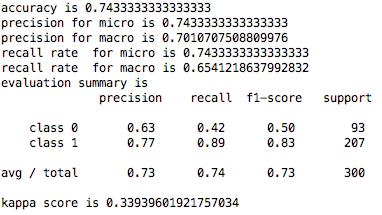 accuracy is 0.7433333333333333
precision for micro is 0.7433333333333333
precision for macro is 0.7010707508809976
recall rate  for micro is 0.7433333333333333
recall rate  for macro is 0.6541218637992832
evaluation summary is
             precision    recall  f1-score   support

    class 0       0.63      0.42      0.50        93
    class 1       0.77      0.89      0.83       207

avg / total       0.73      0.74      0.73       300

kappa score is 0.33939601921757034